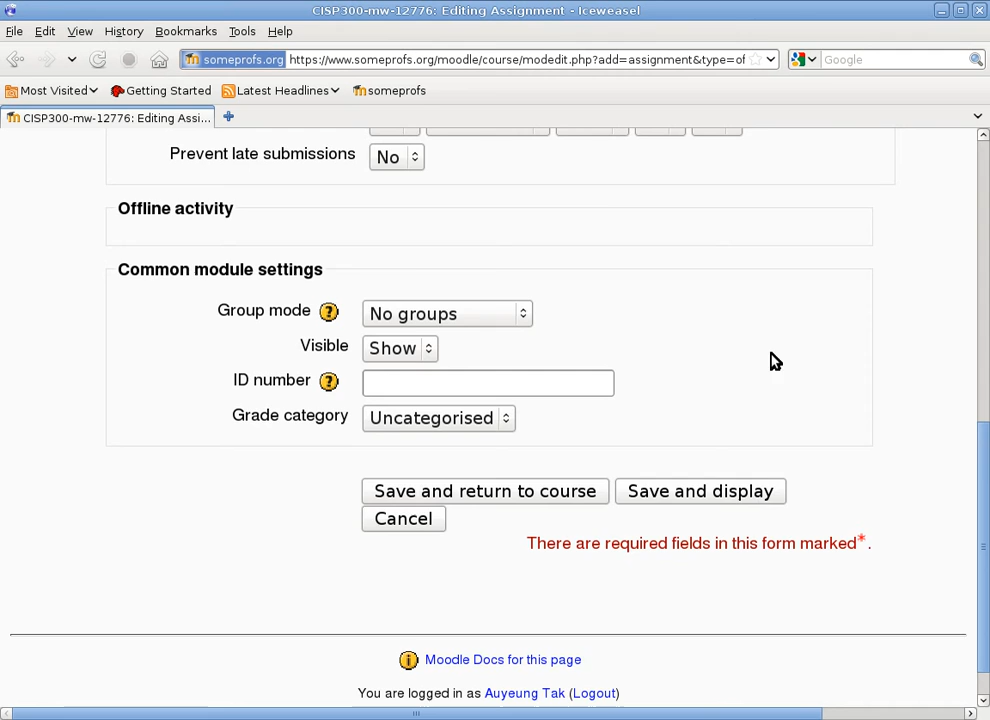 CISP300-mw-12776: Editing Assignment - Iceweasel
File Edit View History Bookmarks Tools Help
someprofs.org https://www.someprofs.org/moodle/course/modedit.php?add=assignment&type=of Google
Most Visited Getting Started Latest Headlines someprofs
CISP300-mw-12776: Editing Assi...
Prevent late submissions No
Offline activity
Common module settings
Group mode ? No groups
Visible Show
ID number ?
Grade category Uncategorised
Save and return to course Save and display
Cancel
There are required fields in this form marked*.
Moodle Docs for this page
You are logged in as Auyeung Tak (Logout)